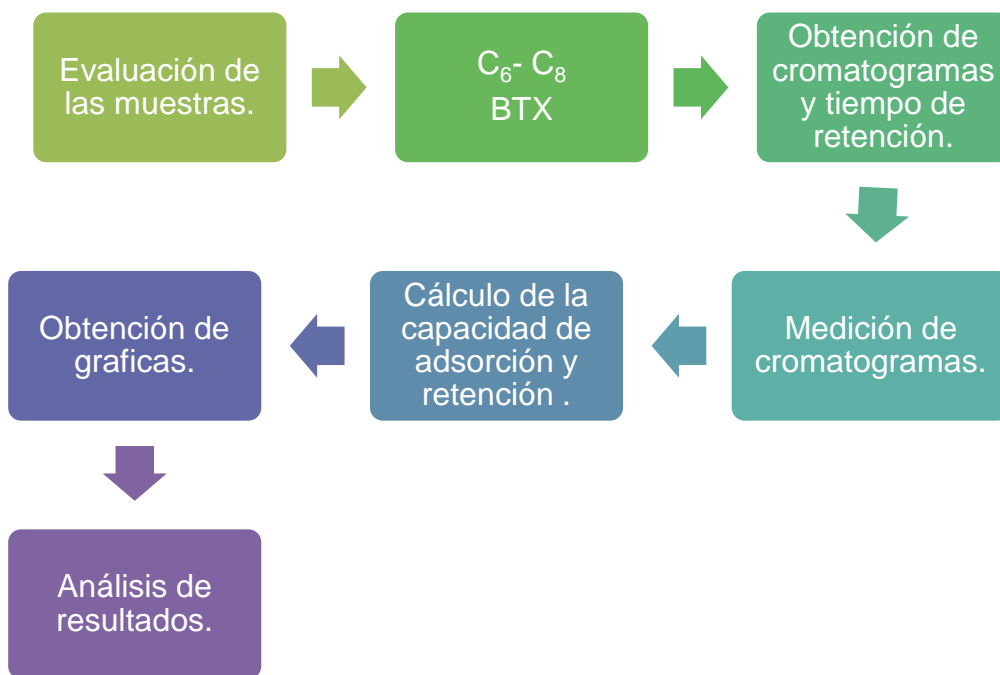 Evaluación de
las muestras.
C₆- C₈
BTX
Obtención de
cromatogramas
y tiempo de
retención.
Medición de
cromatogramas.
Cálculo de la
capacidad de
adsorción y
retención .
Obtención de
graficas.
Análisis de
resultados.